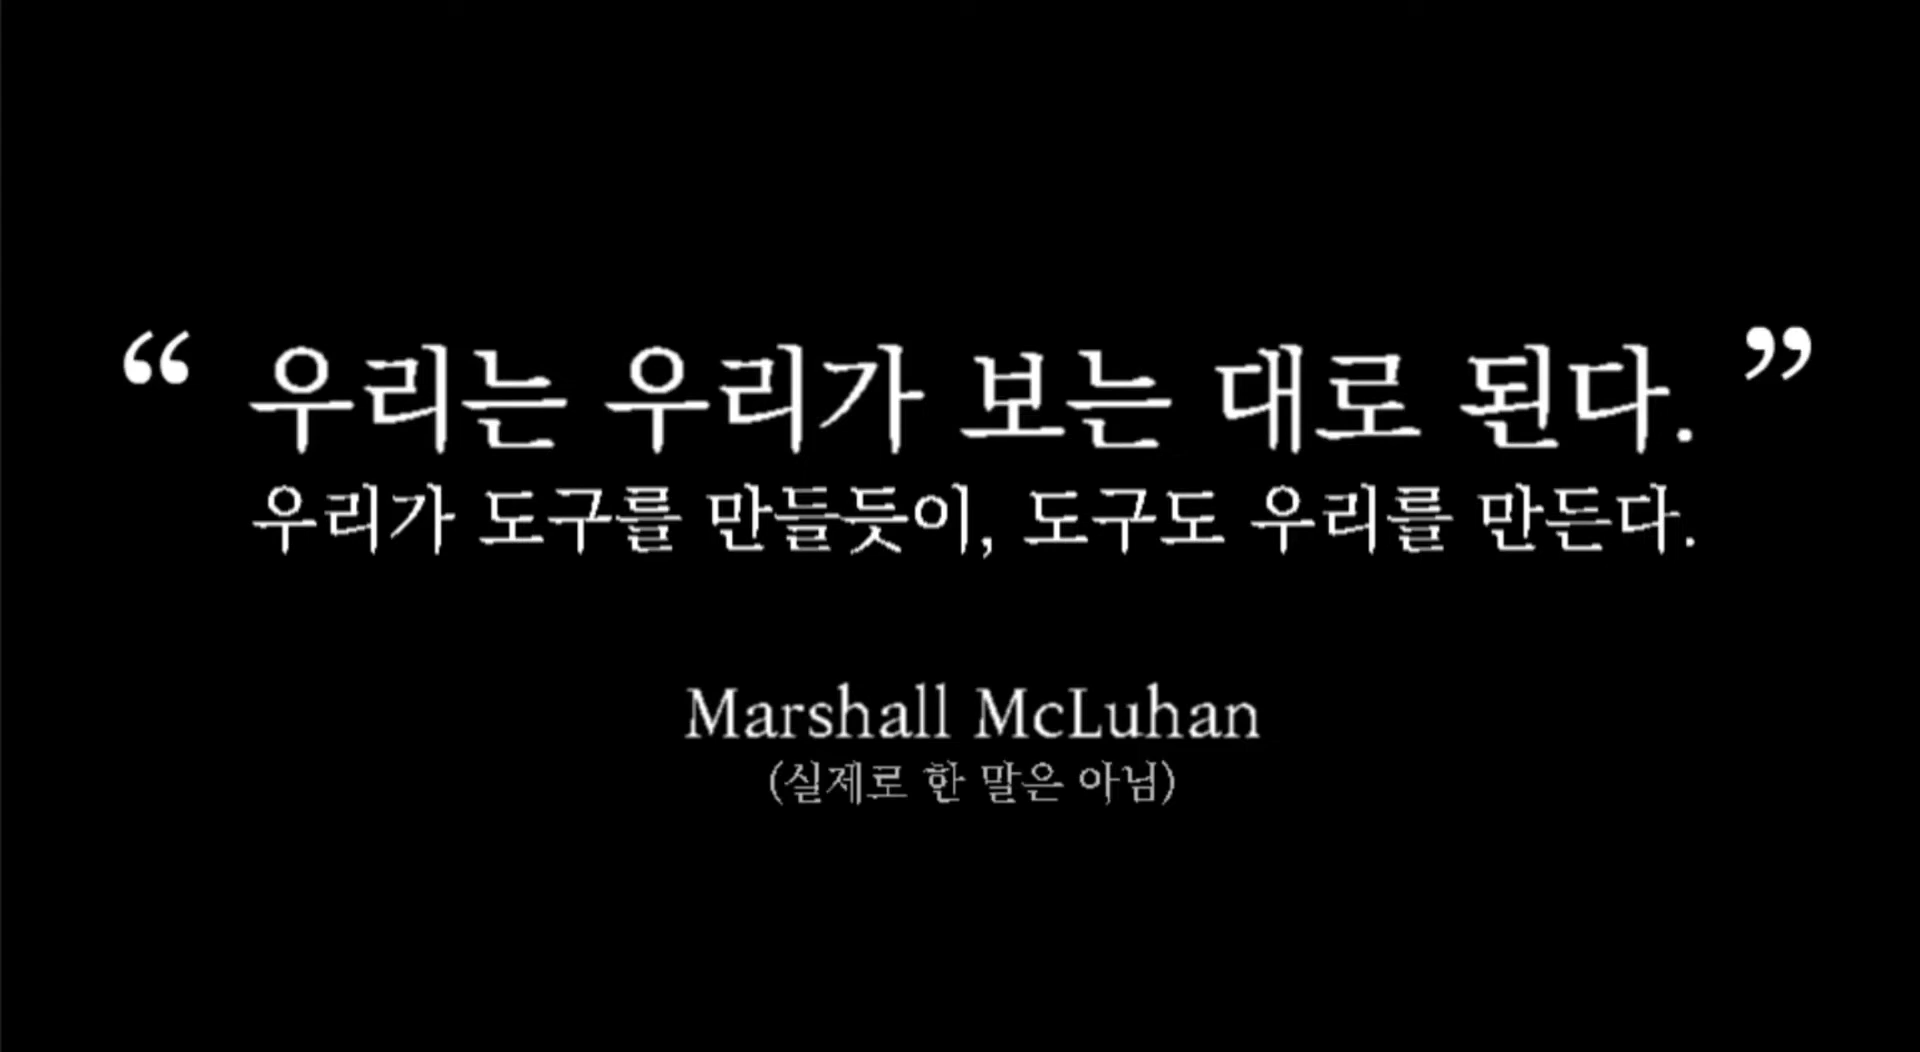 “ 우리는 우리가 보는 대로 된다. ”
우리가 도구를 만들듯이, 도구도 우리를 만든다.
Marshall McLuhan
(실제로 한 말은 아님)